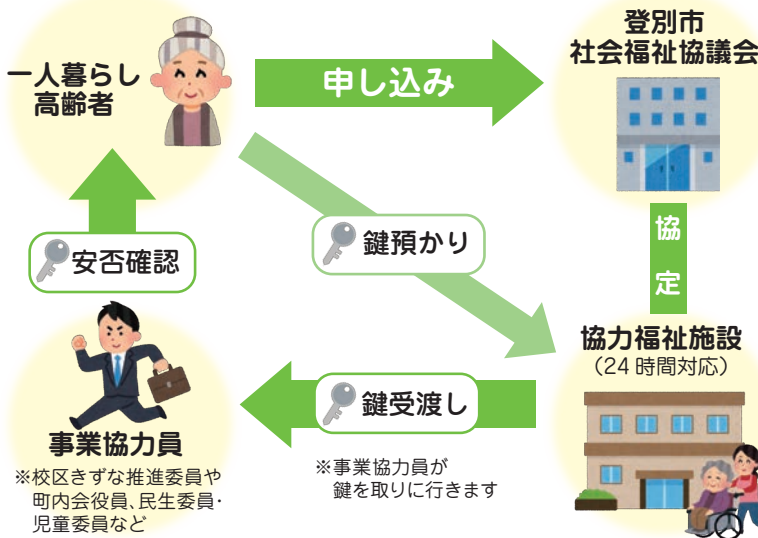 一人暮らし
高齢者
申し込み
登別市
社会福祉協議会
安否確認
鍵預かり
協
定
協力福祉施設
（24時間対応）
鍵受渡し
事業協力員
※校区きずな推進委員や
町内会役員、民生委員・
児童委員など
※事業協力員が
鍵を取りに行きます